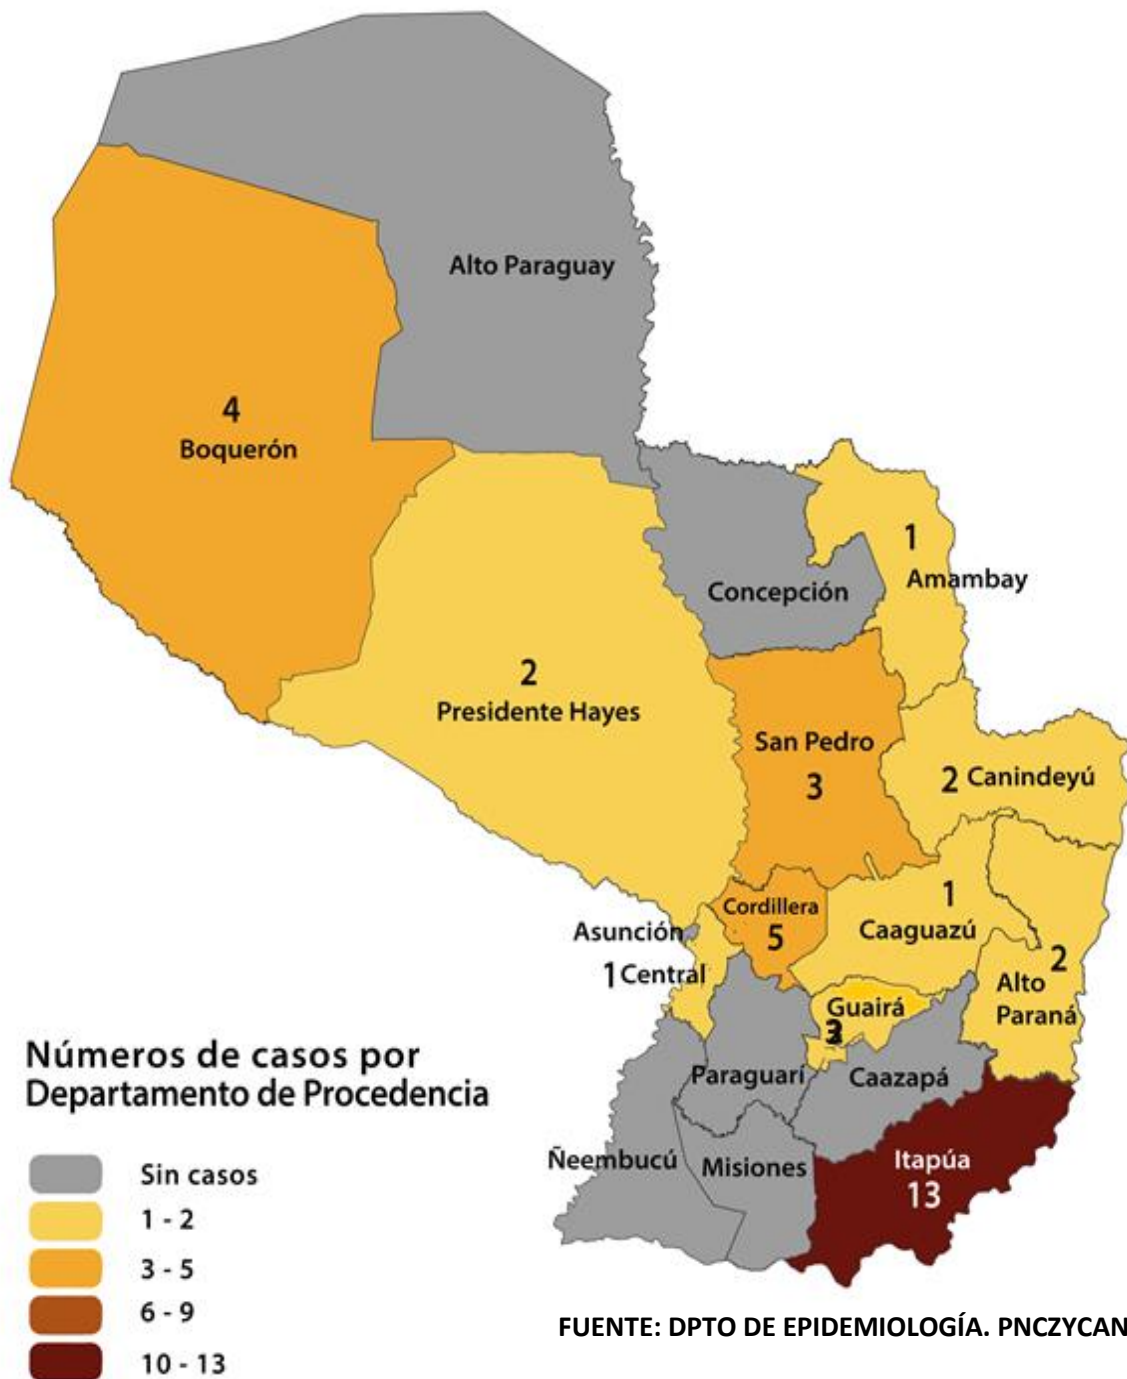 Alto Paraguay
4
Boquerón
1
Amambay
Concepción
2
Presidente Hayes
San Pedro
3
2 Canindeyú
Cordillera
5
1
Caaguazú
Asunción
1 Central
2
Alto
Paraná
Guairá
Paraguarí
Caazapá
Ñeembucú
Misiones
Itapúa
13
Números de casos por
Departamento de Procedencia
Sin casos
1 - 2
3 - 5
6 - 9
10 - 13
FUENTE: DPTO DE EPIDEMIOLOGÍA. PNCZYCAN